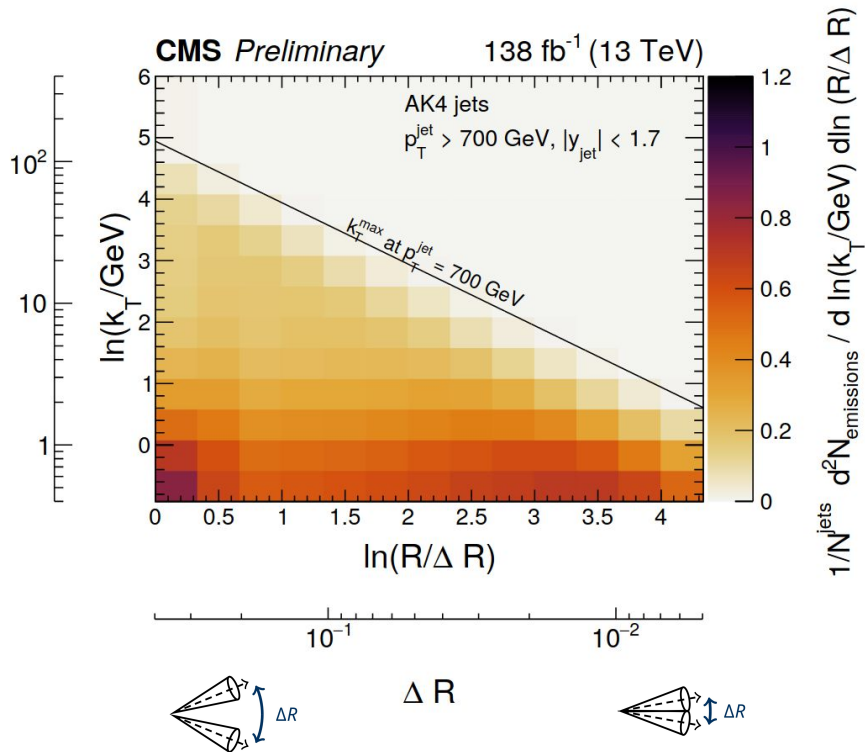 CMS Preliminary 138 fb⁻¹ (13 TeV)
AK4 jets
p_T^jet > 700 GeV, |y_jet| < 1.7
k_T^max at p_T^jet = 700 GeV
10²
10
1
ln(k_T/GeV)
6
5
4
3
2
1
0
0 0.5 1 1.5 2 2.5 3 3.5 4
ln(R/Δ R)
1.2
1
0.8
0.6
0.4
0.2
0
1/N^jets d²N_emissions / d ln(k_T/GeV) dln (R/Δ R)
10⁻¹ 10⁻²
Δ R
ΔR
ΔR